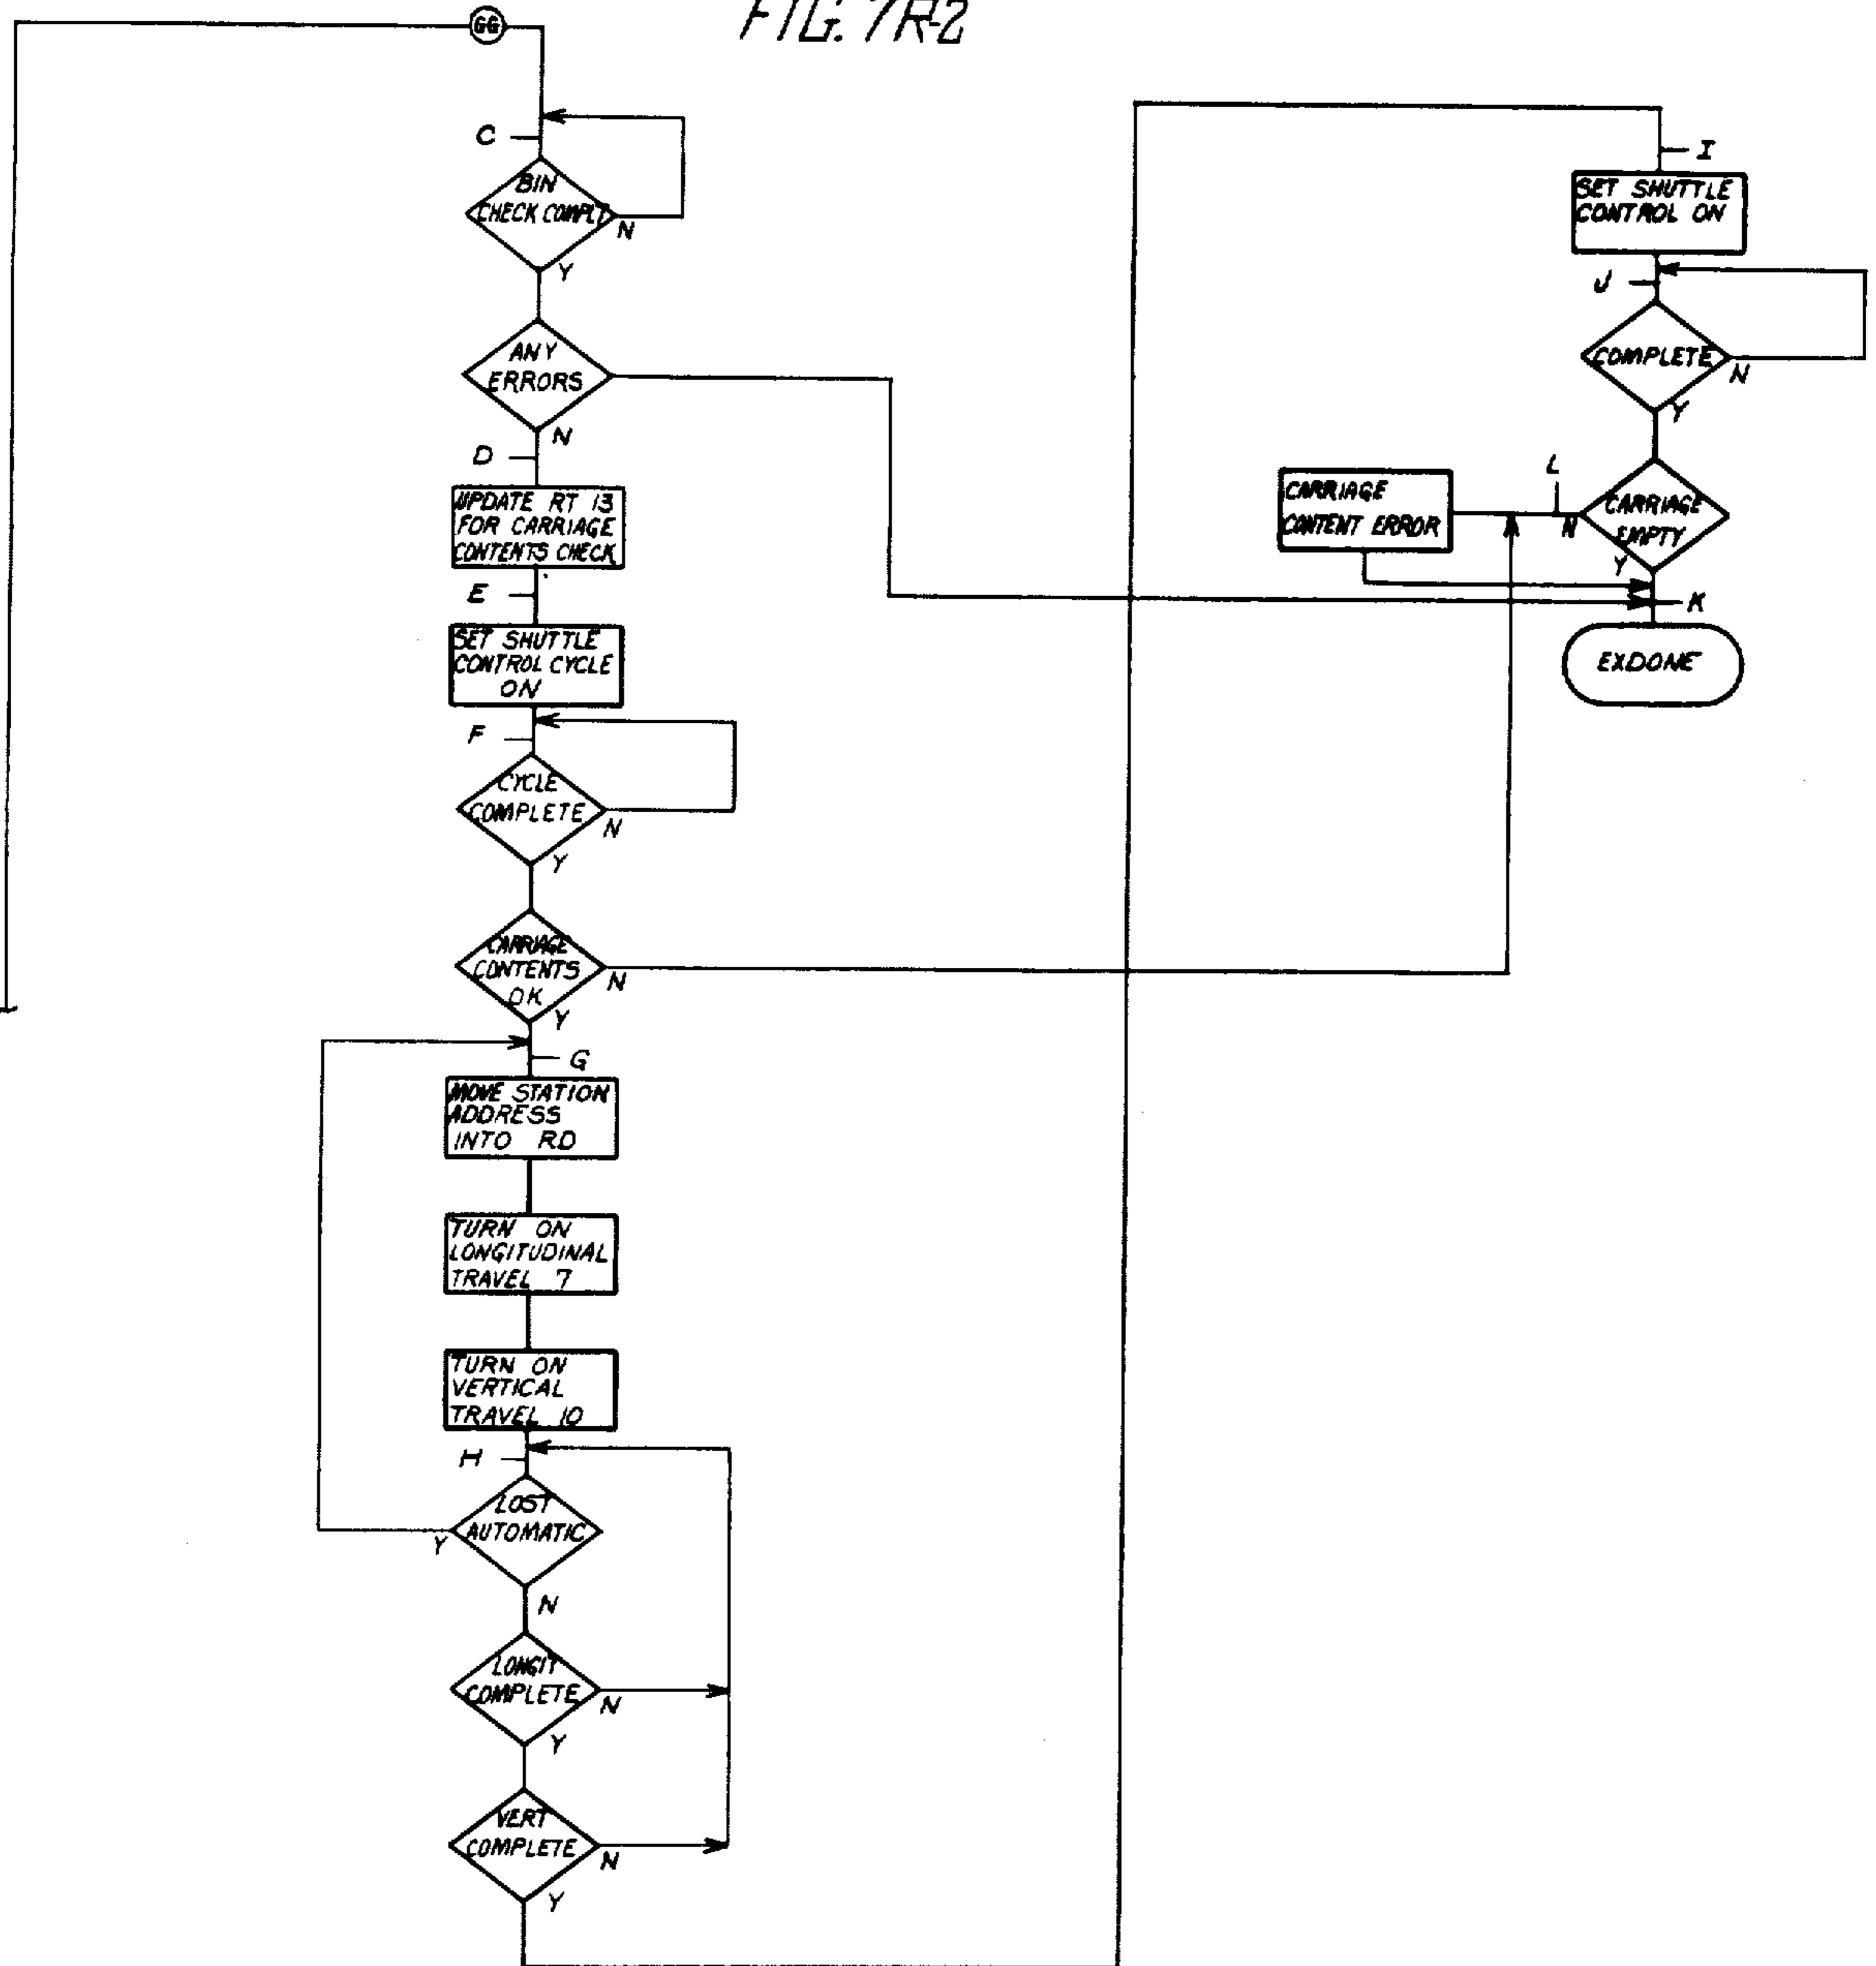 FIG. 7R-2
GG
C
BIN
CHECK COMPLT
N
Y
ANY
ERRORS
N
D
UPDATE RT 13
FOR CARRIAGE
CONTENTS CHECK
E
SET SHUTTLE
CONTROL CYCLE
ON
F
CYCLE
COMPLETE
N
Y
CARRIAGE
CONTENTS
OK
N
Y
G
MOVE STATION
ADDRESS
INTO RD
TURN ON
LONGITUDINAL
TRAVEL 7
TURN ON
VERTICAL
TRAVEL 10
H
LOST
AUTOMATIC
Y
N
LONGIT
COMPLETE
N
Y
VERT
COMPLETE
N
Y
I
SET SHUTTLE
CONTROL ON
J
COMPLETE
N
Y
L
CARRIAGE
EMPTY
N
Y
CARRIAGE
CONTENT ERROR
K
EXDONE